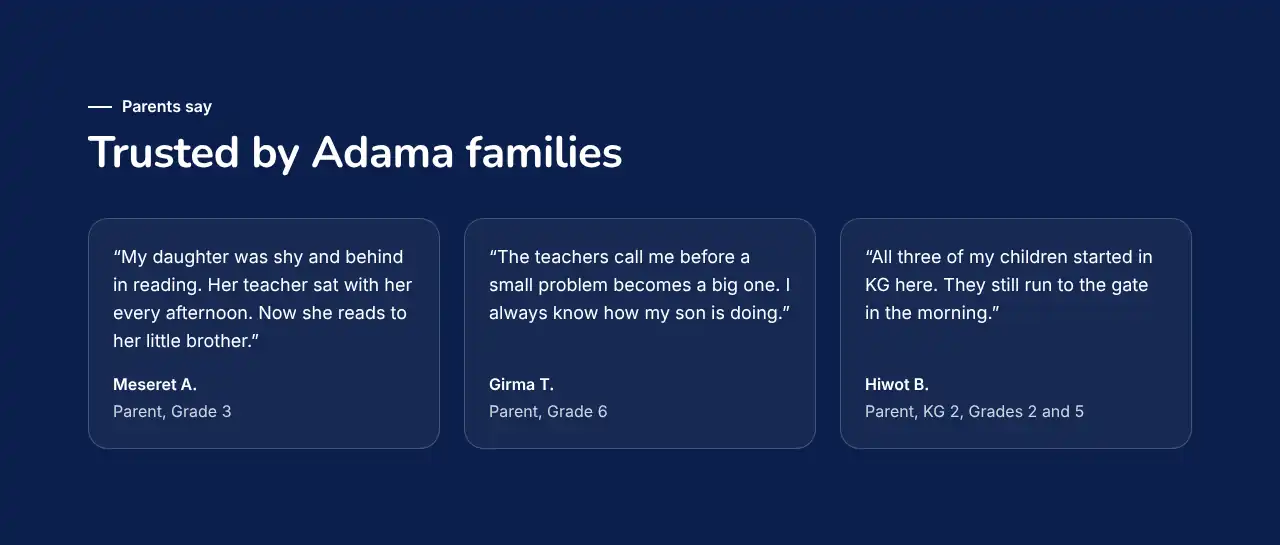 Parents say
Trusted by Adama families
“My daughter was shy and behind
in reading. Her teacher sat with her
every afternoon. Now she reads to
her little brother.”
Meseret A.
Parent, Grade 3
“The teachers call me before a
small problem becomes a big one. I
always know how my son is doing.”
Girma T.
Parent, Grade 6
“All three of my children started in
KG here. They still run to the gate
in the morning.”
Hiwot B.
Parent, KG 2, Grades 2 and 5